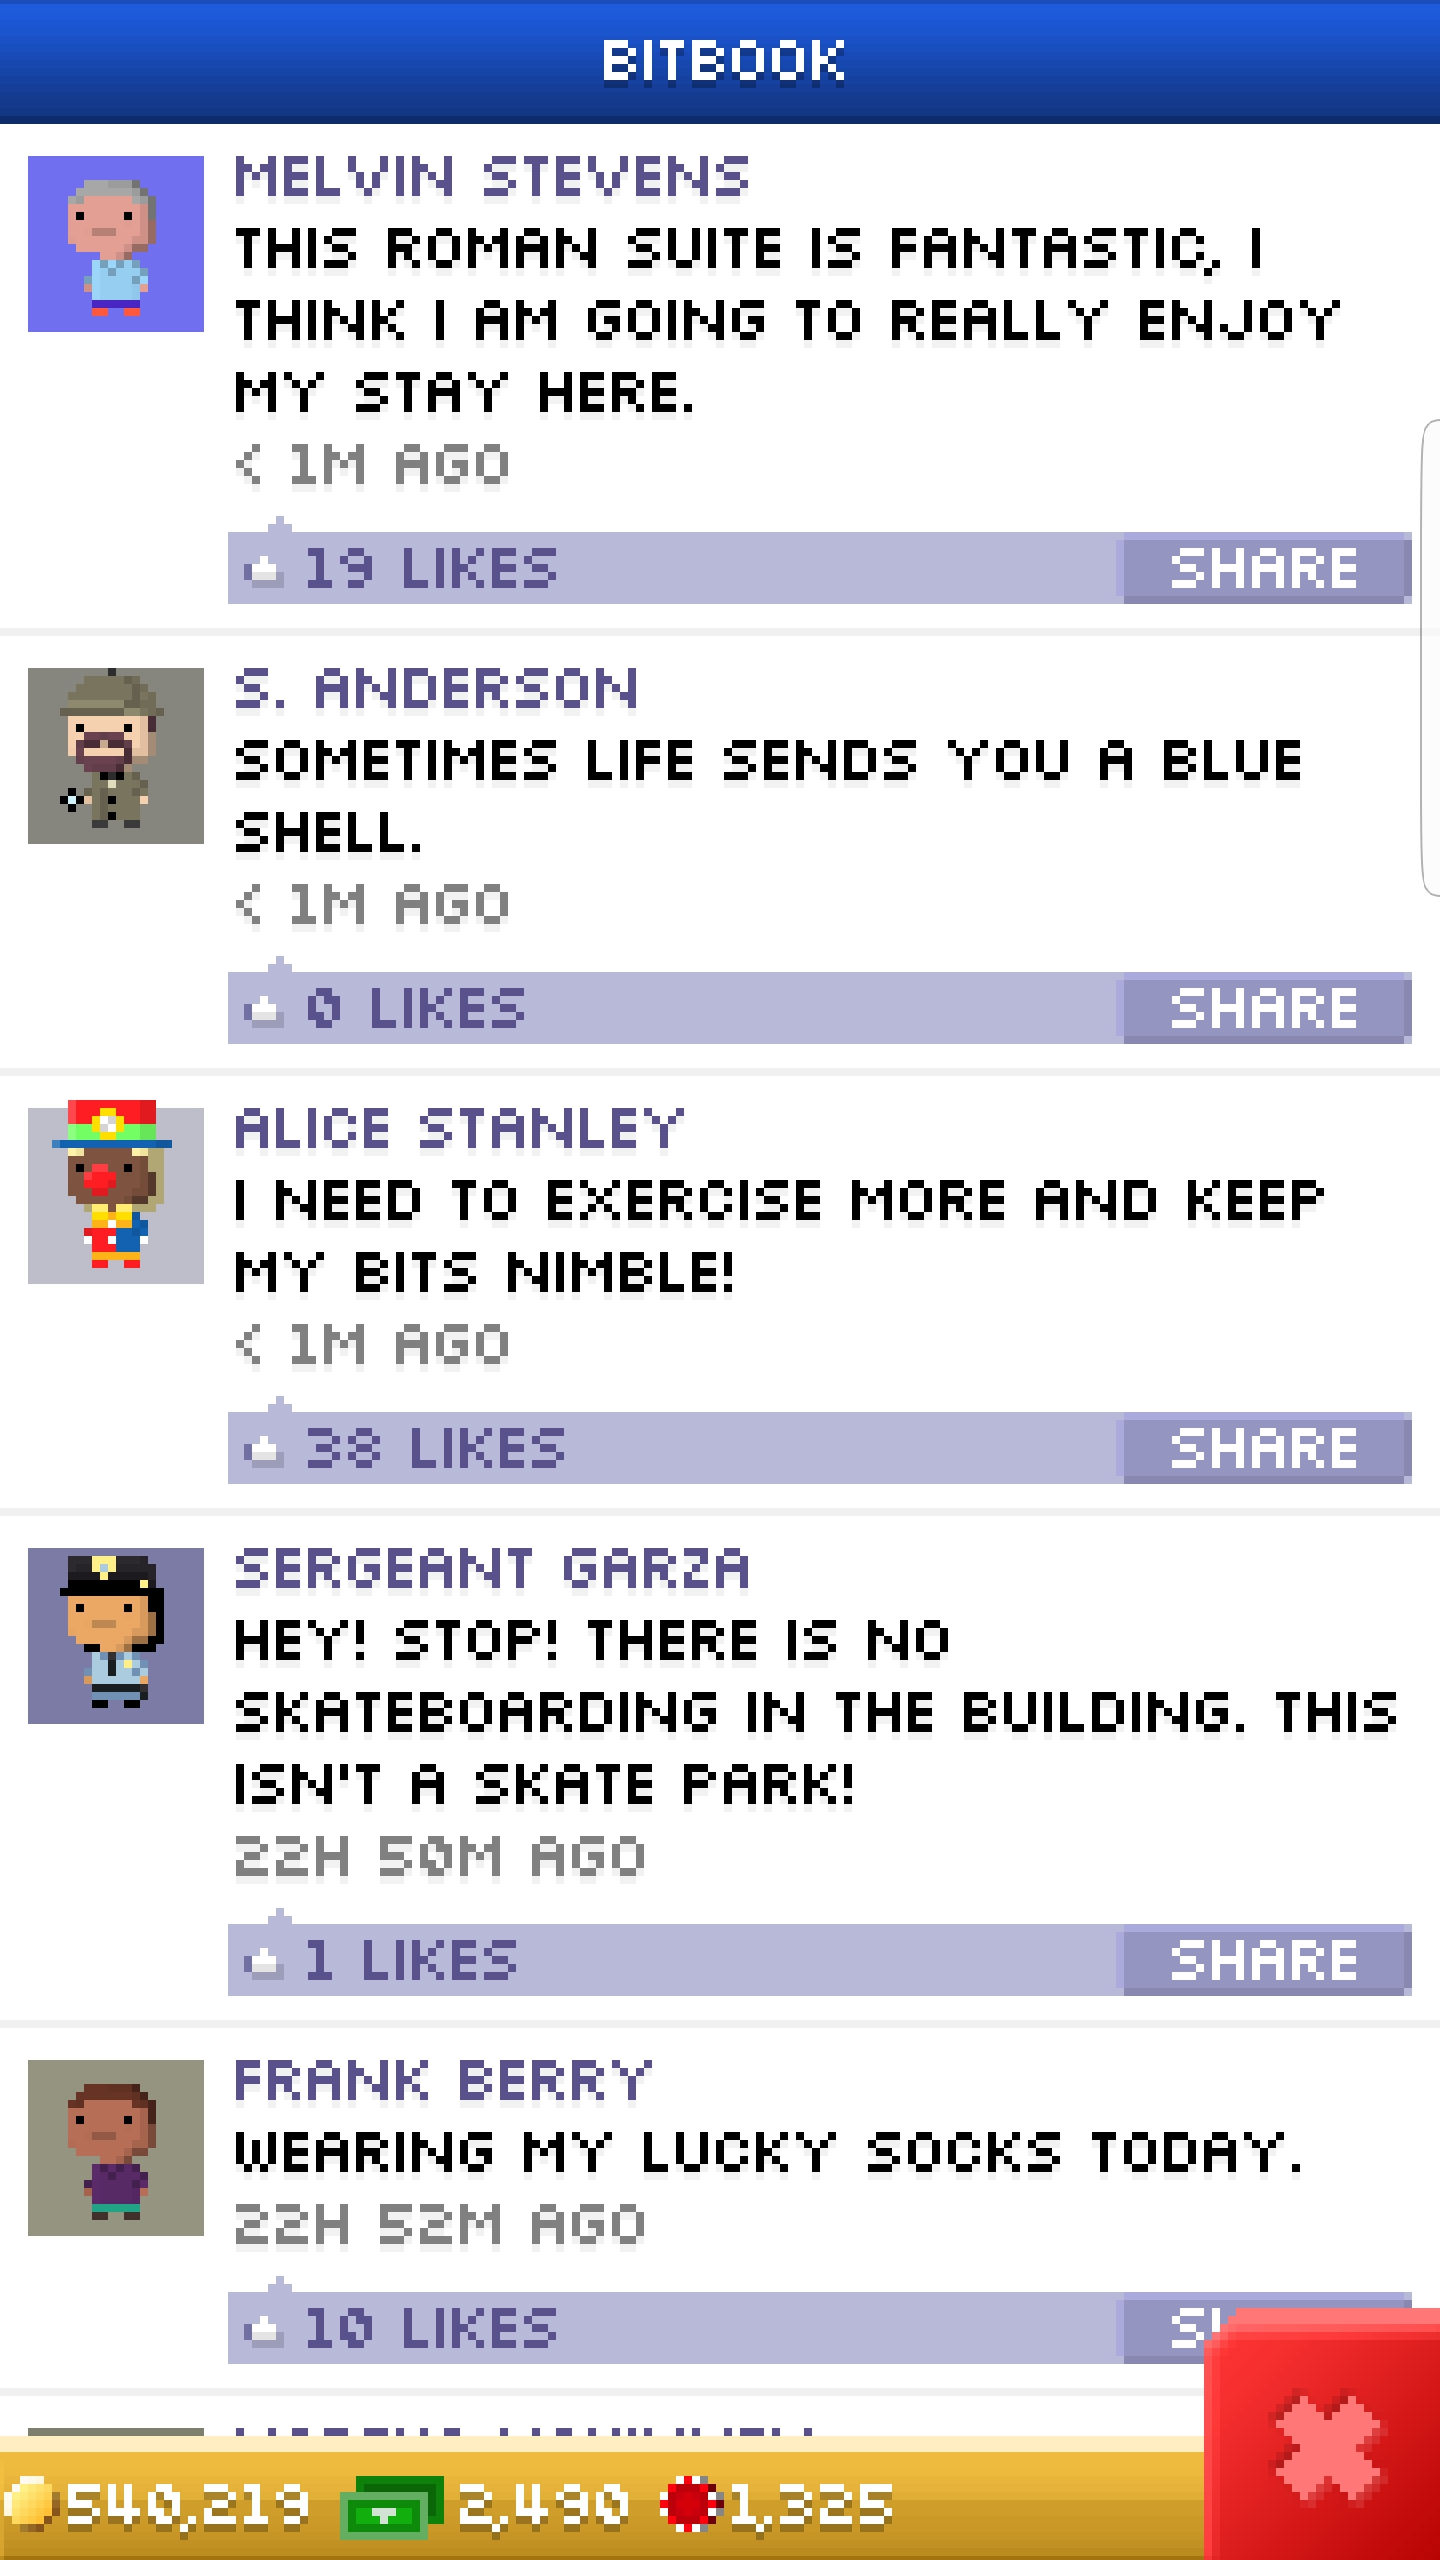 BITBOOK
MELVIN STEVENS
THIS ROMAN SUITE IS FANTASTIC, I
THINK I AM GOING TO REALLY ENJOY
MY STAY HERE.
< 1M AGO
19 LIKES SHARE
S. ANDERSON
SOMETIMES LIFE SENDS YOU A BLUE
SHELL.
< 1M AGO
0 LIKES SHARE
ALICE STANLEY
I NEED TO EXERCISE MORE AND KEEP
MY BITS NIMBLE!
< 1M AGO
38 LIKES SHARE
SERGEANT GARZA
HEY! STOP! THERE IS NO
SKATEBOARDING IN THE BUILDING. THIS
ISN'T A SKATE PARK!
22H 50M AGO
1 LIKES SHARE
FRANK BERRY
WEARING MY LUCKY SOCKS TODAY.
22H 52M AGO
10 LIKES
540,219 2,490 1,325